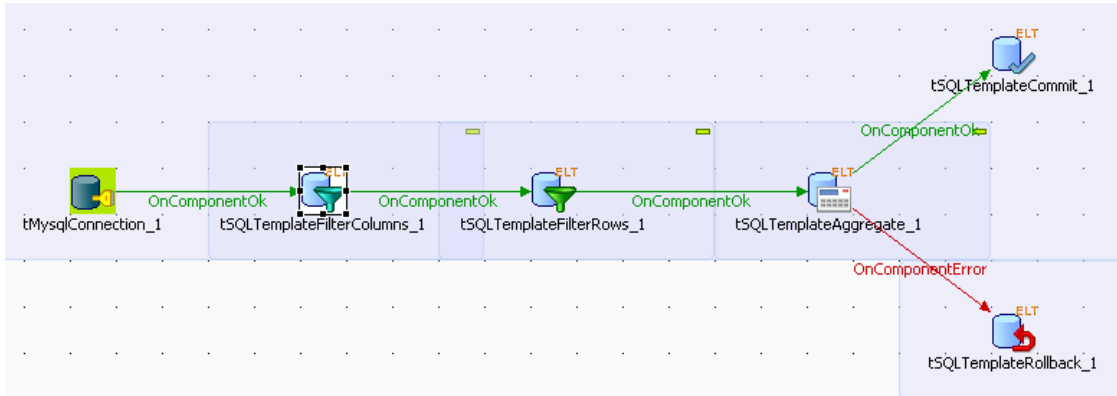 ELT
tSQLTemplateCommit_1
OnComponentOk
ELT
ELT
ELT
OnComponentOk
OnComponentOk
OnComponentOk
tMysqlConnection_1
tSQLTemplateFilterColumns_1
tSQLTemplateFilterRows_1
tSQLTemplateAggregate_1
OnComponentError
ELT
tSQLTemplateRollback_1